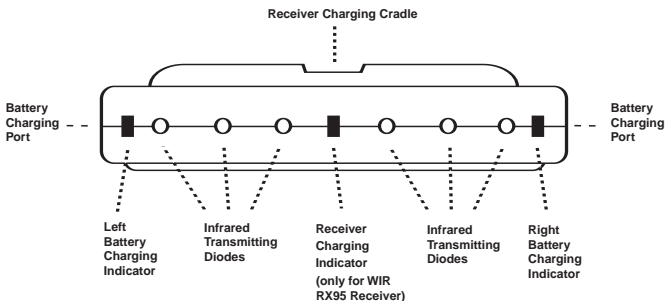 Receiver Charging Cradle
Battery
Charging
Port
Battery
Charging
Port
Left
Battery
Charging
Indicator
Infrared
Transmitting
Diodes
Receiver
Charging
Indicator
(only for WIR
RX95 Receiver)
Infrared
Transmitting
Diodes
Right
Battery
Charging
Indicator